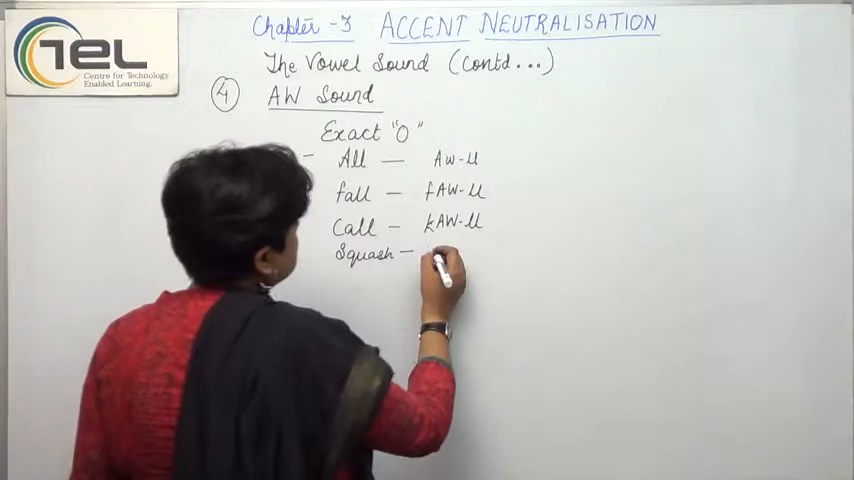 TEL
Centre for Technology
Enabled Learning
Chapter - 3 ACCENT NEUTRALISATION
The Vowel Sound (contd...)
4 AW Sound
Exact "O"
- All — AW-ll
fall - fAW-ll
Call - kAW-ll
Squash —